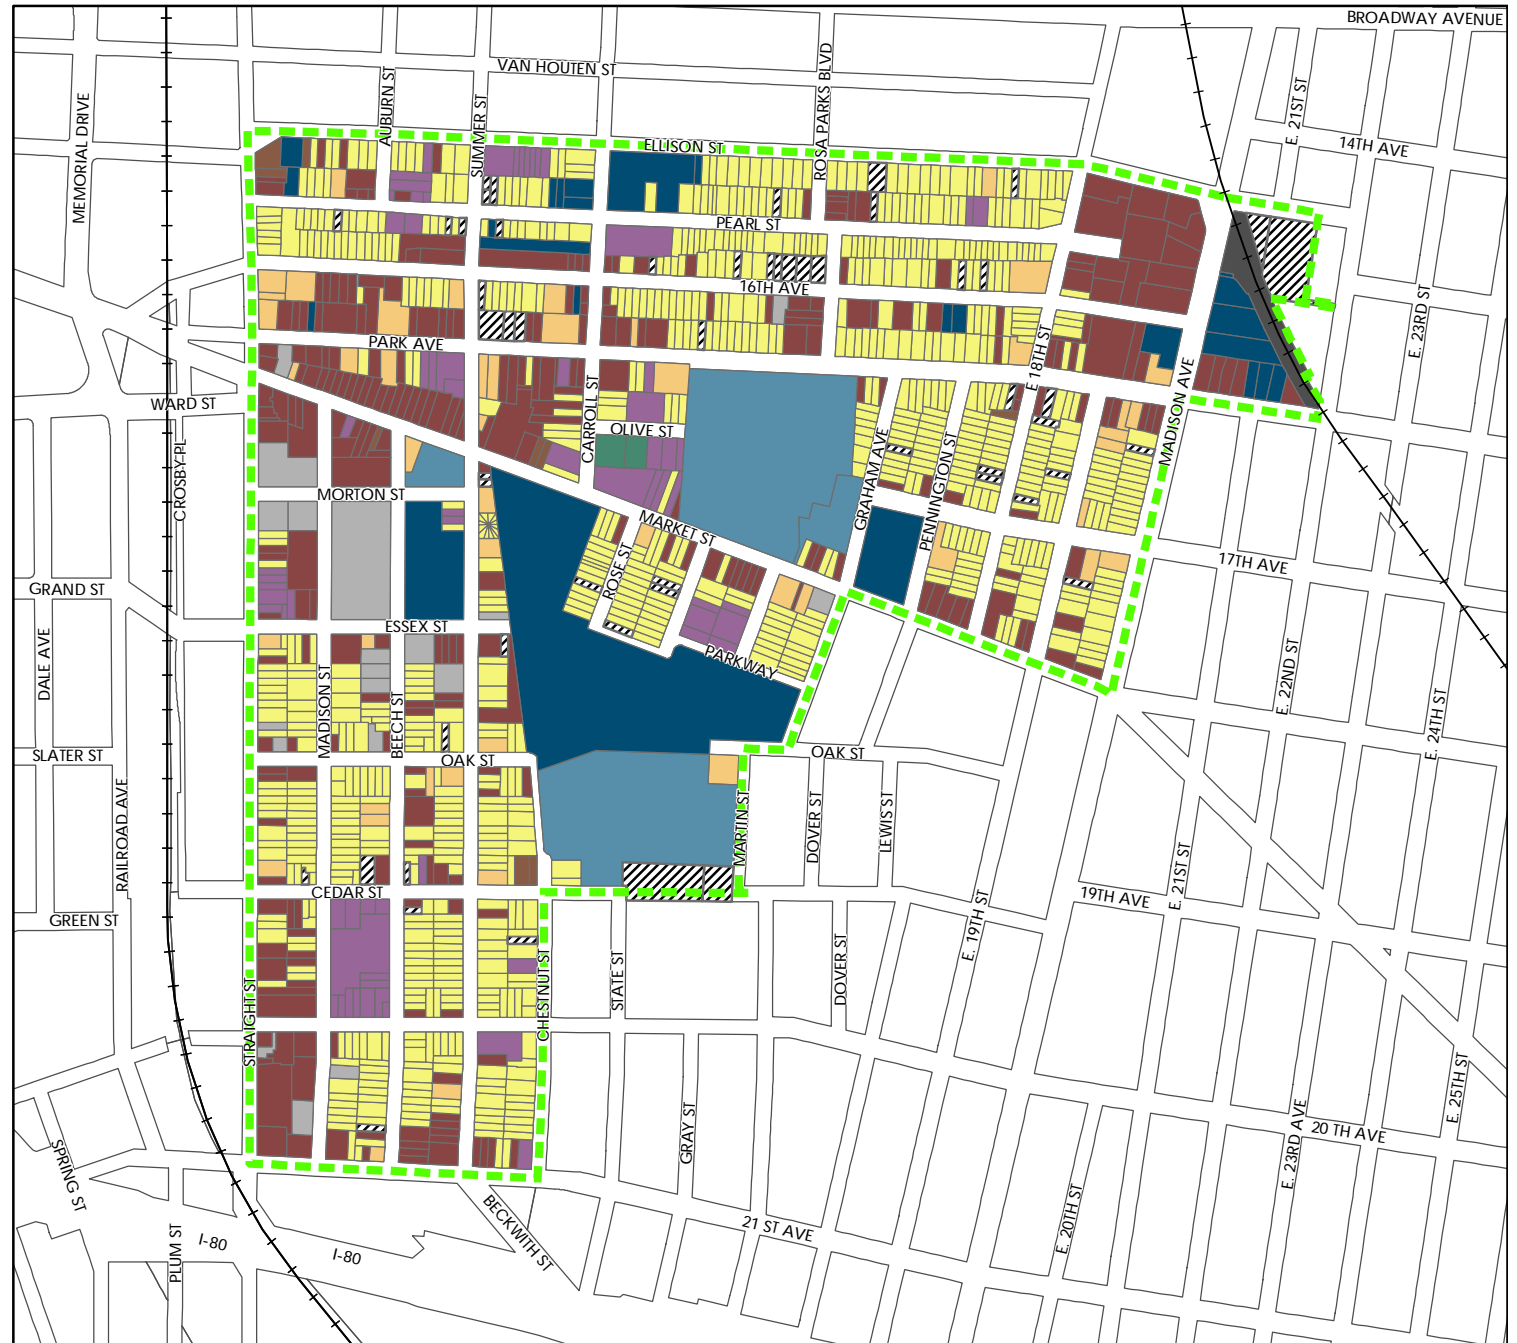 BROADWAY AVENUE
VAN HOUTEN ST
ROSA PARKS BLVD
AUBURN ST
SUMMER ST
MEMORIAL DRIVE
E. 21ST ST
14TH AVE
ELLISON ST
PEARL ST
16TH AVE
PARK AVE
E 18TH ST
E. 23RD ST
MADISON AVE
WARD ST
CARROLL ST
OLIVE ST
CROSBY PL
GRAHAM AVE
PENNINGTON ST
MORTON ST
MARKET ST
ROSE ST
17TH AVE
GRAND ST
ESSEX ST
DALE AVE
PARKWAY
MADISON ST
BEECH ST
E. 22ND ST
E. 24TH ST
SLATER ST
OAK ST
OAK ST
RAILROAD AVE
MARTIN ST
DOVER ST
LEWIS ST
E. 21ST ST
CEDAR ST
19TH AVE
GREEN ST
E. 19TH ST
STRAIGHT ST
CHESTNUT ST
STATE ST
DOVER ST
E. 25TH ST
GRAY ST
20 TH AVE
E. 23RD AVE
SPRING ST
E. 20TH ST
BECKWITH ST
21 ST AVE
PLUM ST
I-80
I-80